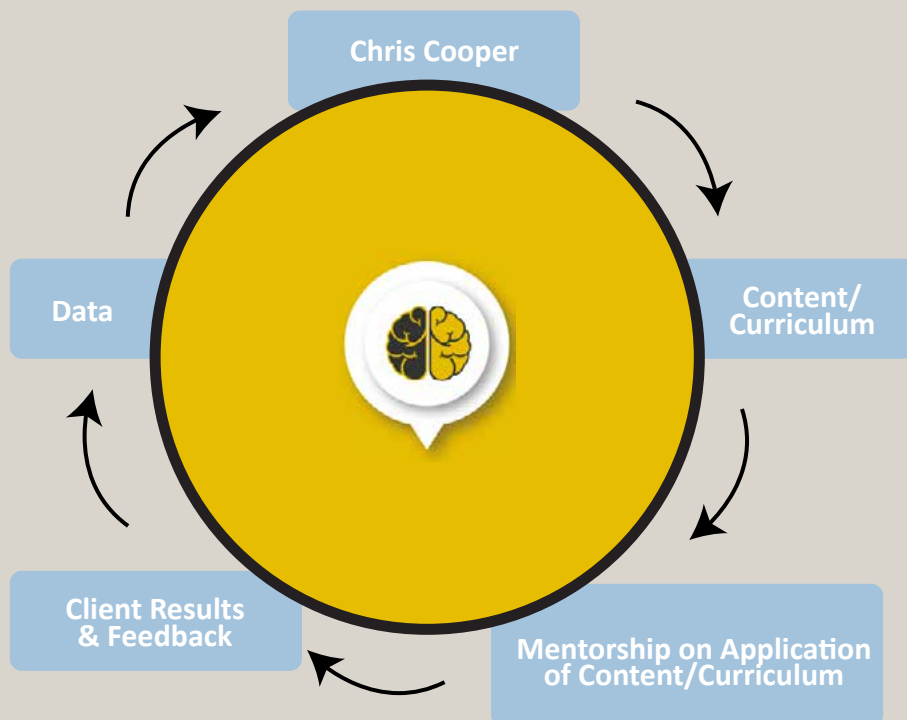 Chris Cooper
Content/
Curriculum
Mentorship on Application
of Content/Curriculum
Client Results
& Feedback
Data